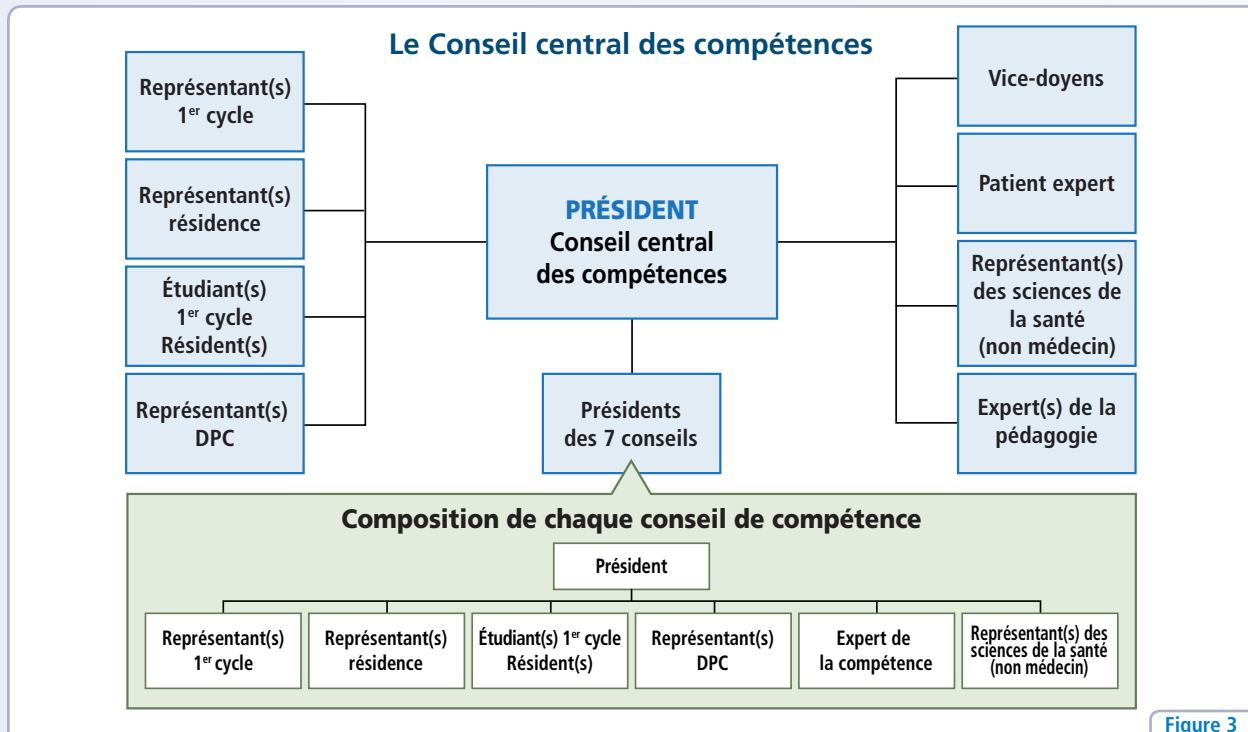 Le Conseil central des compétences
Représentant(s)
1er cycle
Représentant(s)
résidence
Étudiant(s)
1er cycle
Résident(s)
Représentant(s)
DPC
PRÉSIDENT
Conseil central
des compétences
Présidents
des 7 conseils
Vice-doyens
Patient expert
Représentant(s)
des sciences de
la santé
(non médecin)
Expert(s) de la
pédagogie
Composition de chaque conseil de compétence
Président
Représentant(s)
1er cycle
Représentant(s)
résidence
Étudiant(s) 1er cycle
Résident(s)
Représentant(s)
DPC
Expert de
la compétence
Représentant(s) des
sciences de la santé
(non médecin)
Figure 3